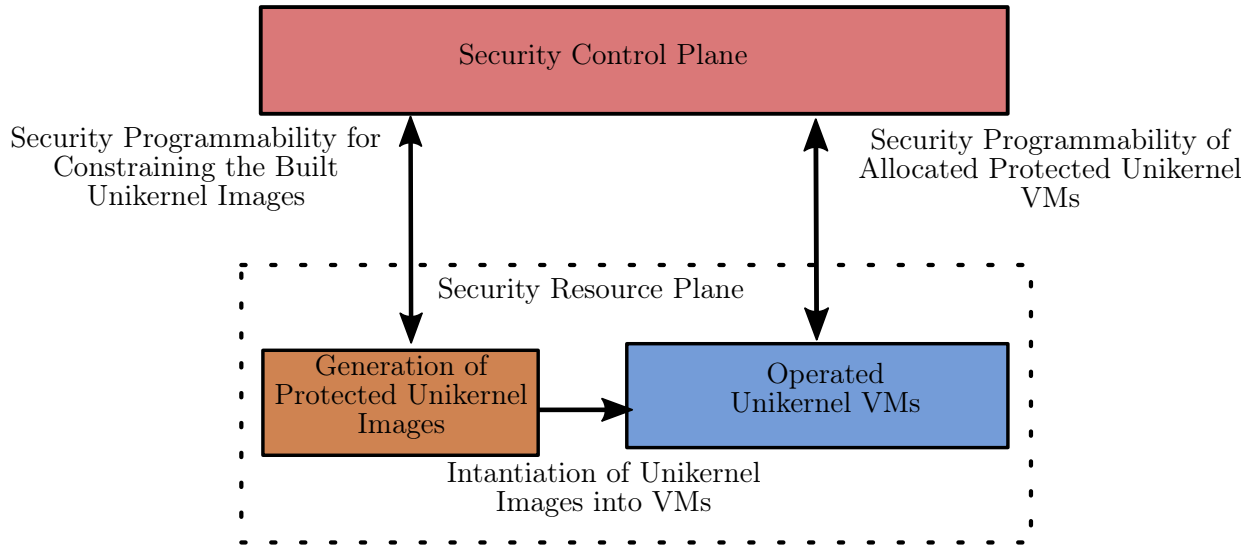 Security Control Plane
Security Programmability for
Constraining the Built
Unikernel Images
Security Programmability of
Allocated Protected Unikernel
VMs
Security Resource Plane
Generation of
Protected Unikernel
Images
Operated
Unikernel VMs
Intantiation of Unikernel
Images into VMs